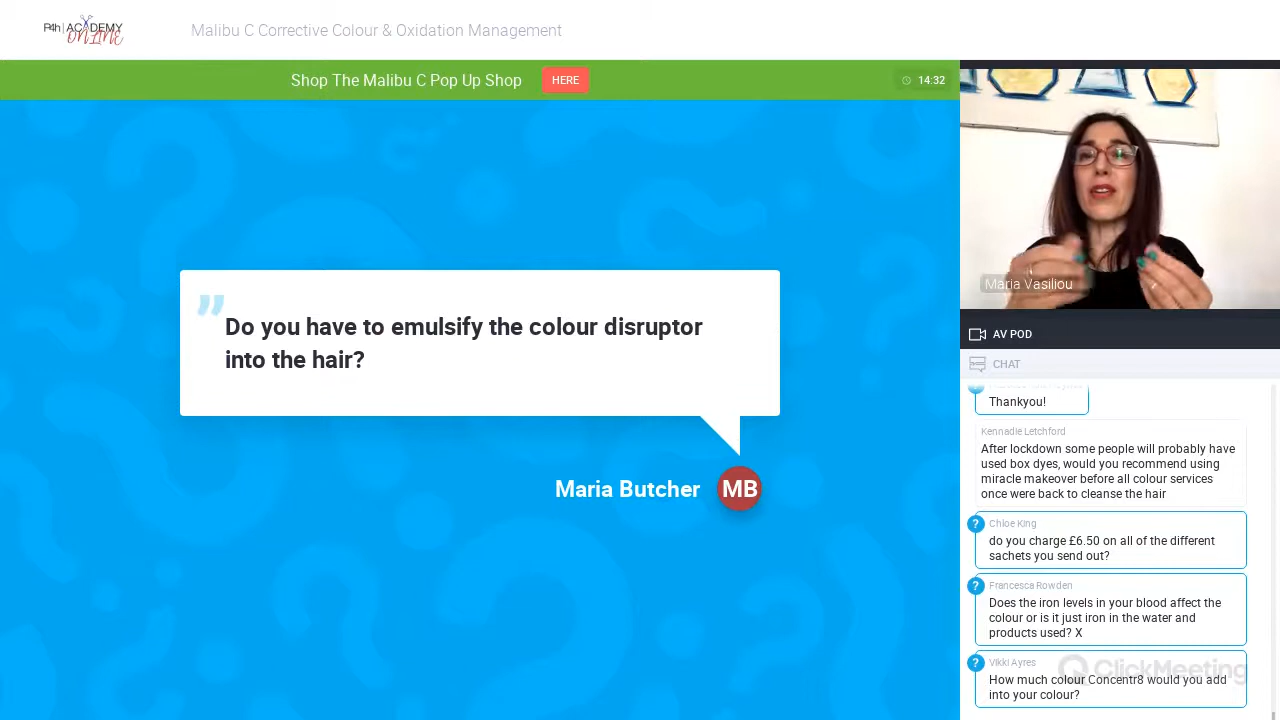 P4h | ACADEMY
ONLINE
Malibu C Corrective Colour & Oxidation Management
Shop The Malibu C Pop Up Shop
HERE
14:32
"
Do you have to emulsify the colour disruptor
into the hair?
Maria Butcher
MB
Maria Vasiliou
AV POD
CHAT
?
Thankyou!
Kennadie Letchford
After lockdown some people will probably have
used box dyes, would you recommend using
miracle makeover before all colour services
once were back to cleanse the hair
?
Chloe King
do you charge £6.50 on all of the different
sachets you send out?
?
Francesca Rowden
Does the iron levels in your blood affect the
colour or is it just iron in the water and
products used? X
?
Vikki Ayres
How much colour Concentr8 would you add
into your colour?
ClickMeeting